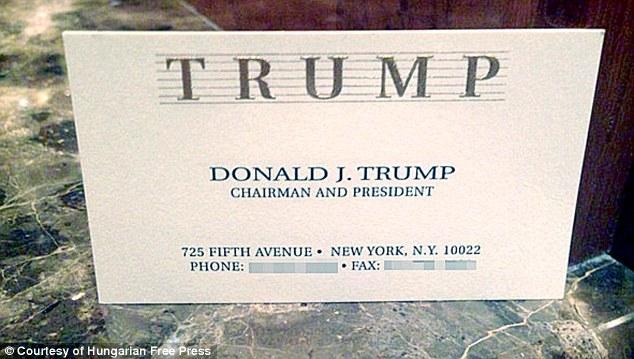 TRUMP
DONALD J. TRUMP
CHAIRMAN AND PRESIDENT
725 FIFTH AVENUE • NEW YORK, N.Y. 10022
PHONE: • FAX:
© Courtesy of Hungarian Free Press